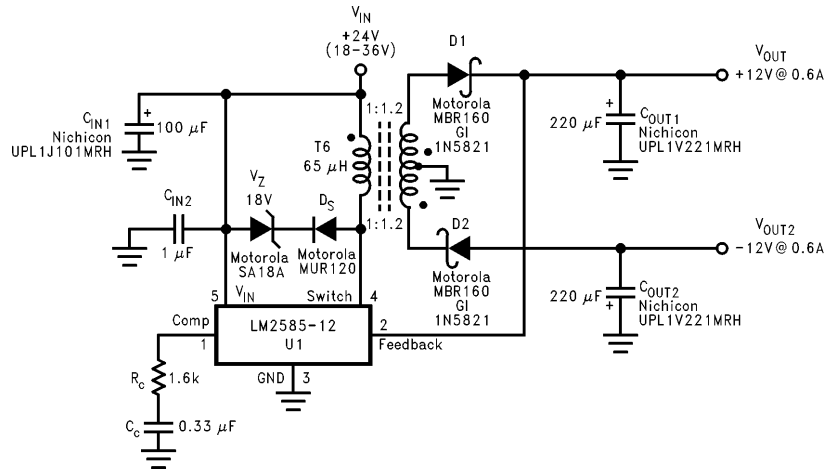 V_IN
+24V
(18-36V)
D1
V_OUT
+12V@ 0.6A
1:1.2
C_IN1
Nichicon
UPL1J101MRH
+
100 μF
Motorola
MBR160
GI
1N5821
220 μF
+
C_OUT1
Nichicon
UPL1V221MRH
T6
65 μH
C_IN2
1 μF
V_Z
18V
D_S
1:1.2
D2
V_OUT2
-12V@ 0.6A
Motorola
SA18A
Motorola
MUR120
Motorola
MBR160
GI
1N5821
220 μF
+
C_OUT2
Nichicon
UPL1V221MRH
5
V_IN
Switch
4
Comp
1
LM2585-12
U1
2
Feedback
GND
3
R_c
1.6k
C_c
0.33 μF